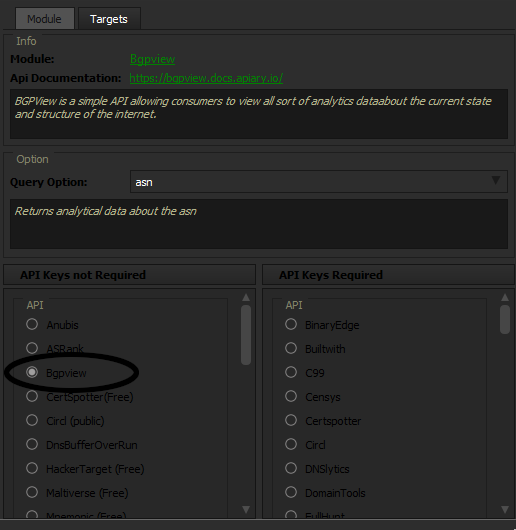 Module Targets
Info
Module: Bgpview
Api Documentation: https://bgpview.docs.apiary.io/
BGPView is a simple API allowing consumers to view all sort of analytics dataabout the current state
and structure of the internet.
Option
Query Option: asn
Returns analytical data about the asn
API Keys not Required
API
Anubis
ASRank
Bgpview
CertSpotter(Free)
Circl (public)
DnsBufferOverRun
HackerTarget (Free)
Maltiverse (Free)
Mnemonic (Free)
API Keys Required
API
BinaryEdge
Builtwith
C99
Censys
Certspotter
Circl
DNSlytics
DomainTools
FullHunt